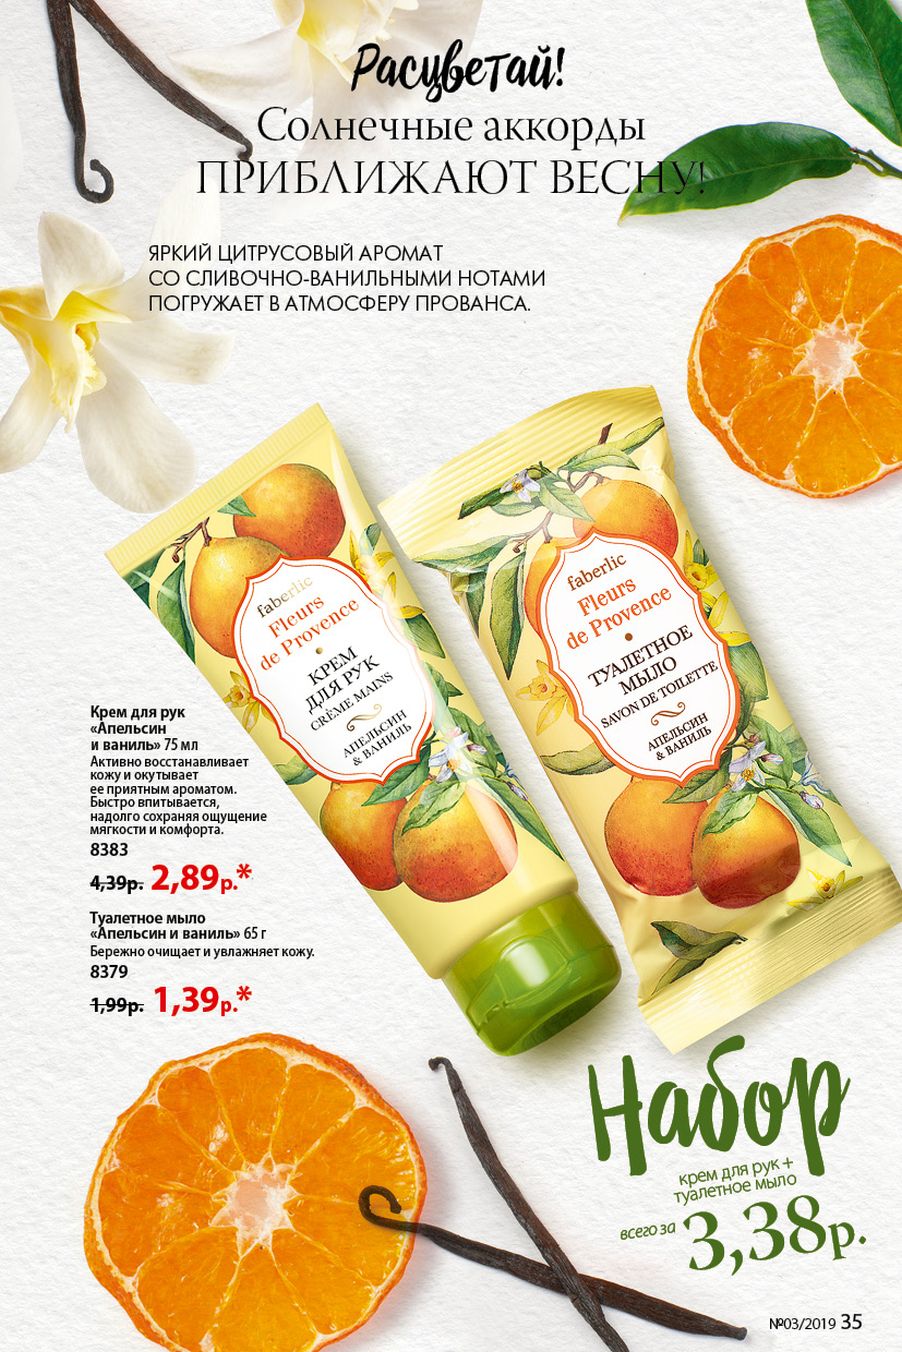 Расцветай!
Солнечные аккорды
ПРИБЛИЖАЮТ ВЕСНУ!
ЯРКИЙ ЦИТРУСОВЫЙ АРОМАТ
СО СЛИВОЧНО-ВАНИЛЬНЫМИ НОТАМИ
ПОГРУЖАЕТ В АТМОСФЕРУ ПРОВАНСА.
faberlic
Fleurs
de Provence
КРЕМ
ДЛЯ РУК
CRÈME MAINS
АПЕЛЬСИН
& ВАНИЛЬ
faberlic
Fleurs
de Provence
ТУАЛЕТНОЕ
МЫЛО
SAVON DE TOILETTE
АПЕЛЬСИН
& ВАНИЛЬ
Крем для рук
«Апельсин
и ваниль» 75 мл
Активно восстанавливает
кожу и окутывает
ее приятным ароматом.
Быстро впитывается,
надолго сохраняя ощущение
мягкости и комфорта.
8383
4,39р. 2,89р.*
Туалетное мыло
«Апельсин и ваниль» 65 г
Бережно очищает и увлажняет кожу.
8379
1,99р. 1,39р.*
Набор
крем для рук +
туалетное мыло
всего за 3,38р.
№03/2019 35